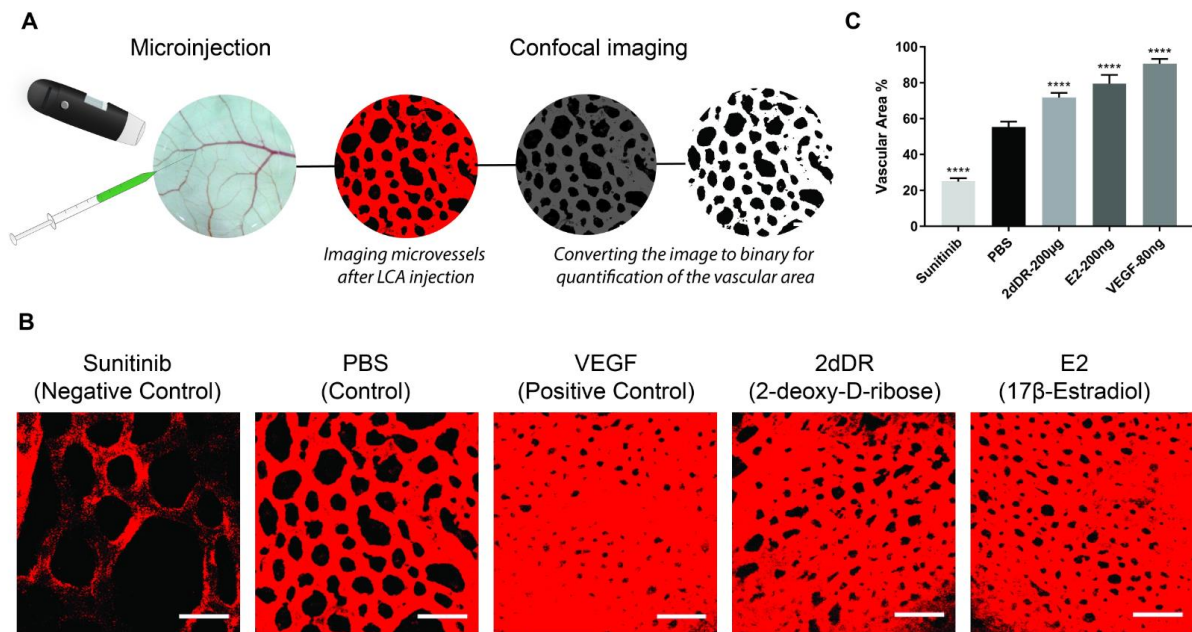 A
Microinjection
Confocal imaging
Imaging microvessels
after LCA injection
Converting the image to binary for
quantification of the vascular area
C
Vascular Area %
100
80
60
40
20
0
****
****
****
****
Sunitinib
PBS
2dDR-200µg
E2-200ng
VEGF-80ng
B
Sunitinib
(Negative Control)
PBS
(Control)
VEGF
(Positive Control)
2dDR
(2-deoxy-D-ribose)
E2
(17β-Estradiol)